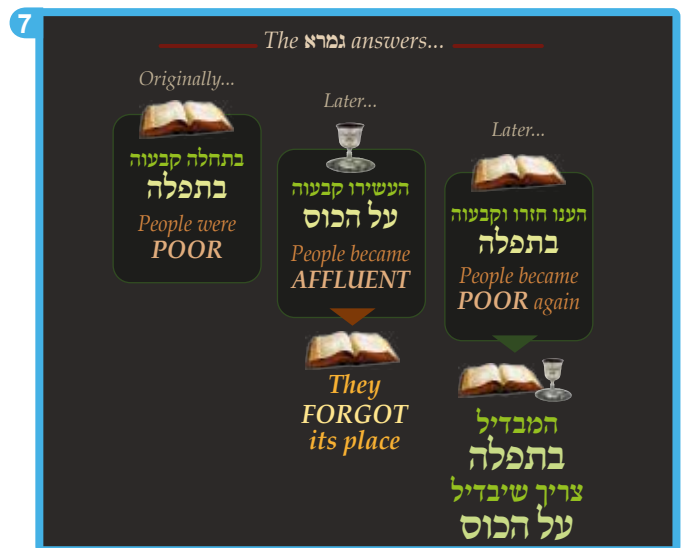 7
The גמרא answers...
Originally...
בתחלה קבעוה
בתפלה
People were
POOR
Later...
העשירו קבעוה
על הכוס
People became
AFFLUENT
They
FORGOT
its place
Later...
הענו חזרו וקבעוה
בתפלה
People became
POOR again
המבדיל
בתפלה
צריך שיבדיל
על הכוס